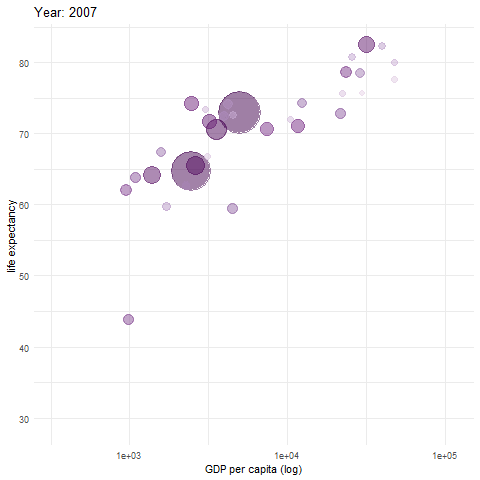 Year: 2007
life expectancy
80
70
60
50
40
30
1e+03
1e+04
1e+05
GDP per capita (log)